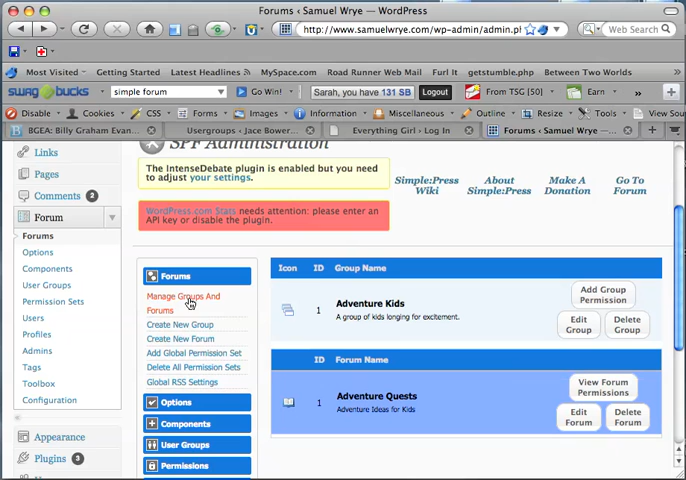 Forums ‹ Samuel Wrye — WordPress
http://www.samuelwrye.com/wp-admin/admin.pl
Web Search
Most Visited
Getting Started
Latest Headlines
MySpace.com
Road Runner Web Mail
Furl It
getstumble.php
Between Two Worlds
swag bucks
simple forum
Go Win!
Sarah, you have 131 SB
Logout
From TSG [50]
Earn
Disable
Cookies
CSS
Forms
Images
Information
Miscellaneous
Outline
Resize
Tools
View Sou
BGEA: Billy Graham Evan...
Usergroups ‹ Jace Bower...
Everything Girl › Log In
Forums ‹ Samuel Wrye ...
Links
Pages
Comments 2
Forum
Forums
Options
Components
User Groups
Permission Sets
Users
Profiles
Admins
Tags
Toolbox
Configuration
Appearance
Plugins 3
SPF Administration
The IntenseDebate plugin is enabled but you need
to adjust your settings.
WordPress.com Stats needs attention: please enter an
API key or disable the plugin.
Simple:Press
Wiki
About
Simple:Press
Make A
Donation
Go To
Forum
Forums
Manage Groups And
Forums
Create New Group
Create New Forum
Add Global Permission Set
Delete All Permission Sets
Global RSS Settings
Options
Components
User Groups
Permissions
Icon
ID
Group Name
1
Adventure Kids
A group of kids longing for excitement.
Add Group
Permission
Edit
Group
Delete
Group
ID
Forum Name
1
Adventure Quests
Adventure Ideas for Kids
View Forum
Permissions
Edit
Forum
Delete
Forum